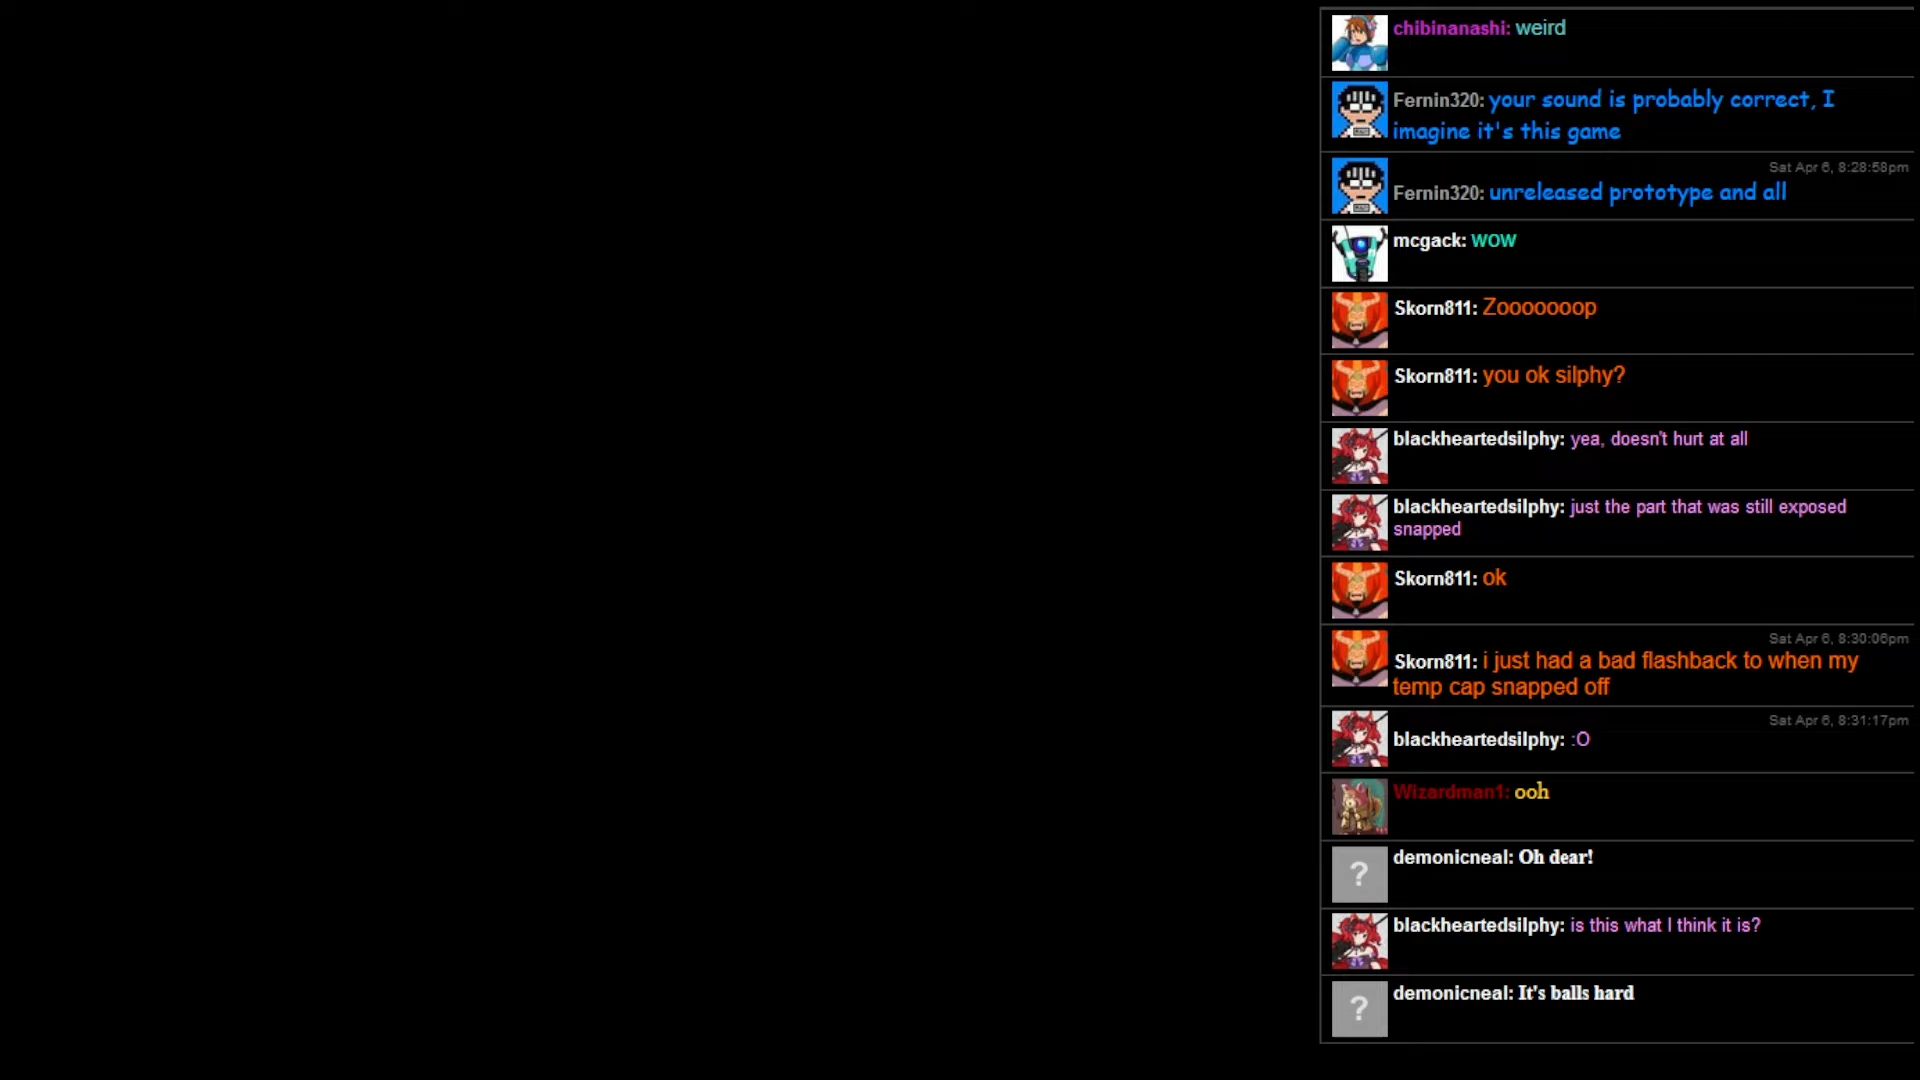 chibinanashi: weird
Fernin320: your sound is probably correct, I
imagine it's this game
Sat Apr 6, 8:28:58pm
Fernin320: unreleased prototype and all
mcgack: WOW
Skorn811: Zooooooop
Skorn811: you ok silphy?
blackheartedsilphy: yea, doesn't hurt at all
blackheartedsilphy: just the part that was still exposed
snapped
Skorn811: ok
Sat Apr 6, 8:30:06pm
Skorn811: i just had a bad flashback to when my
temp cap snapped off
Sat Apr 6, 8:31:17pm
blackheartedsilphy: :O
Wizardman1: ooh
?
demonicneal: Oh dear!
blackheartedsilphy: is this what I think it is?
?
demonicneal: It's balls hard